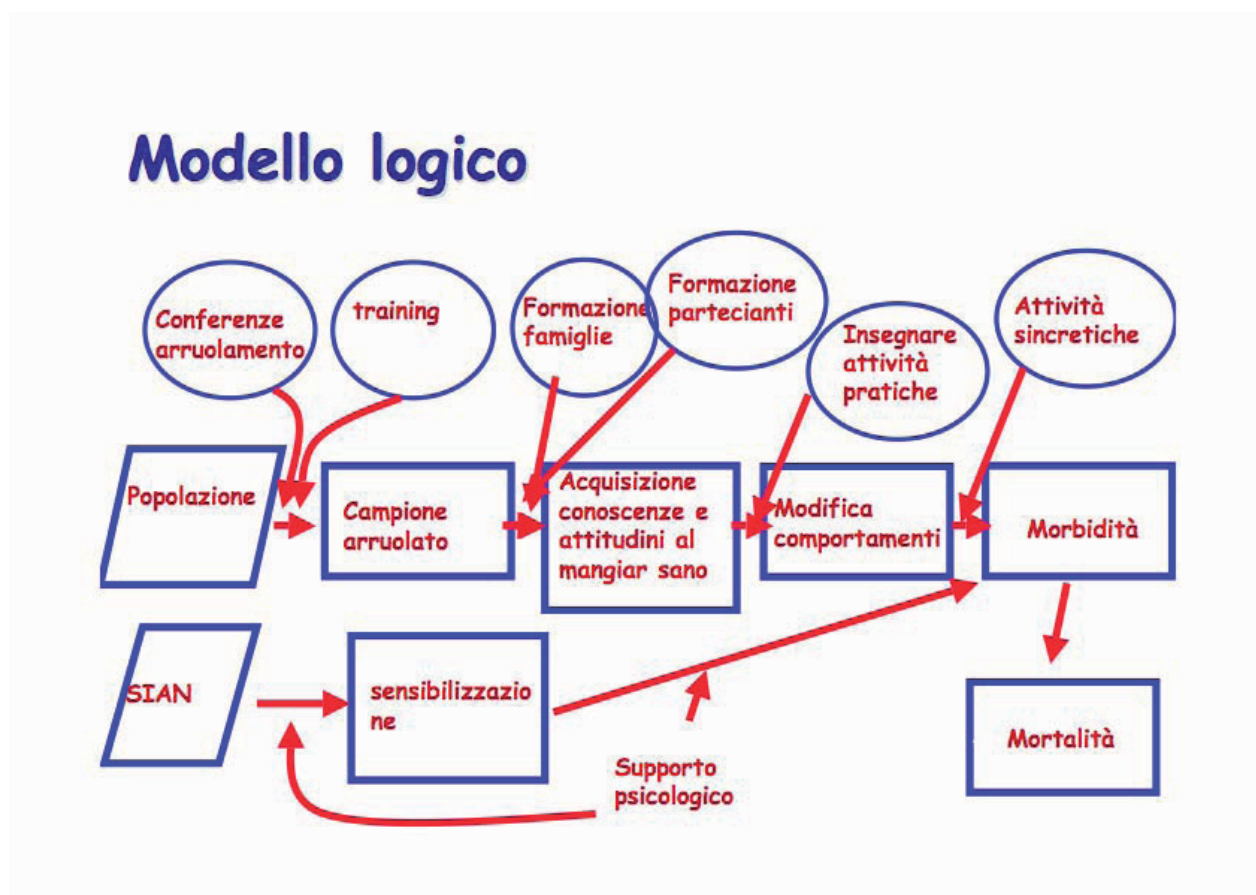 Modello logico
Conferenze
arruolamento
training
Formazione
famiglie
Formazione
partecianti
Insegnare
attività
pratiche
Attività
sincretiche
Popolazione
Campione
arruolato
Acquisizione
conoscenze e
attitudini al
mangiar sano
Modifica
comportamenti
Morbidità
SIAN
sensibilizzazio
ne
Supporto
psicologico
Mortalità